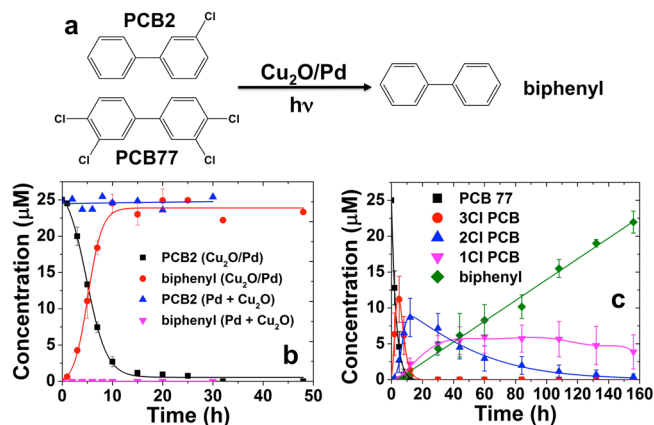 a
PCB2
Cl
Cu₂O/Pd
hν
biphenyl
Cl
Cl
Cl
Cl
PCB77
Concentration (μM)
25
20
15
10
5
0
PCB2 (Cu₂O/Pd)
biphenyl (Cu₂O/Pd)
PCB2 (Pd + Cu₂O)
biphenyl (Pd + Cu₂O)
b
0 10 20 30 40 50
Time (h)
Concentration (μM)
30
25
20
15
10
5
0
PCB 77
3Cl PCB
2Cl PCB
1Cl PCB
biphenyl
c
0 20 40 60 80 100 120 140 160
Time (h)